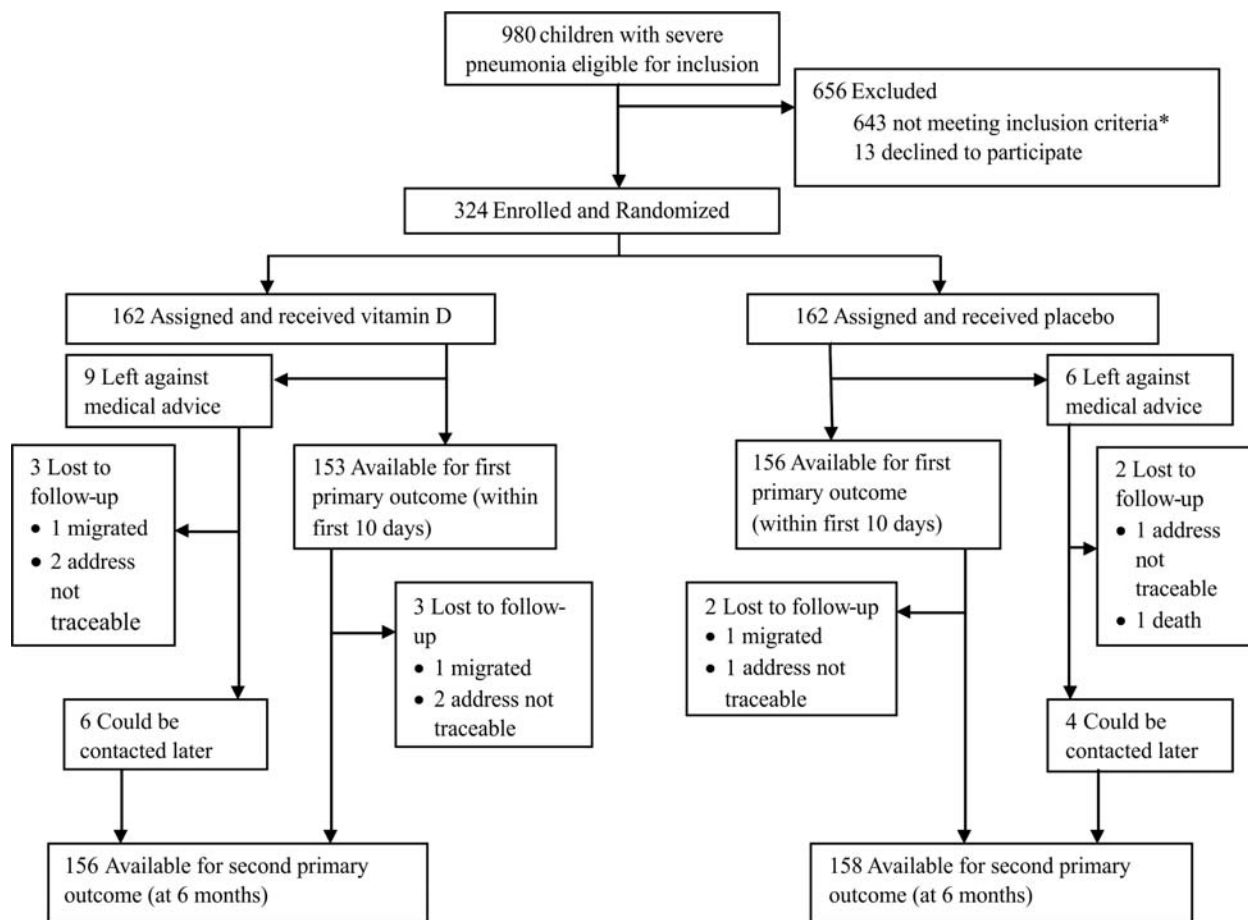 980 children with severe
pneumonia eligible for inclusion
656 Excluded
643 not meeting inclusion criteria*
13 declined to participate
324 Enrolled and Randomized
162 Assigned and received vitamin D
162 Assigned and received placebo
9 Left against
medical advice
6 Left against
medical advice
3 Lost to
follow-up
• 1 migrated
• 2 address
not
traceable
153 Available for first
primary outcome (within
first 10 days)
156 Available for first
primary outcome
(within first 10 days)
2 Lost to
follow-up
• 1 address
not
traceable
• 1 death
3 Lost to follow-
up
• 1 migrated
• 2 address not
traceable
2 Lost to follow-up
• 1 migrated
• 1 address not
traceable
6 Could be
contacted later
4 Could be
contacted later
156 Available for second primary
outcome (at 6 months)
158 Available for second primary
outcome (at 6 months)